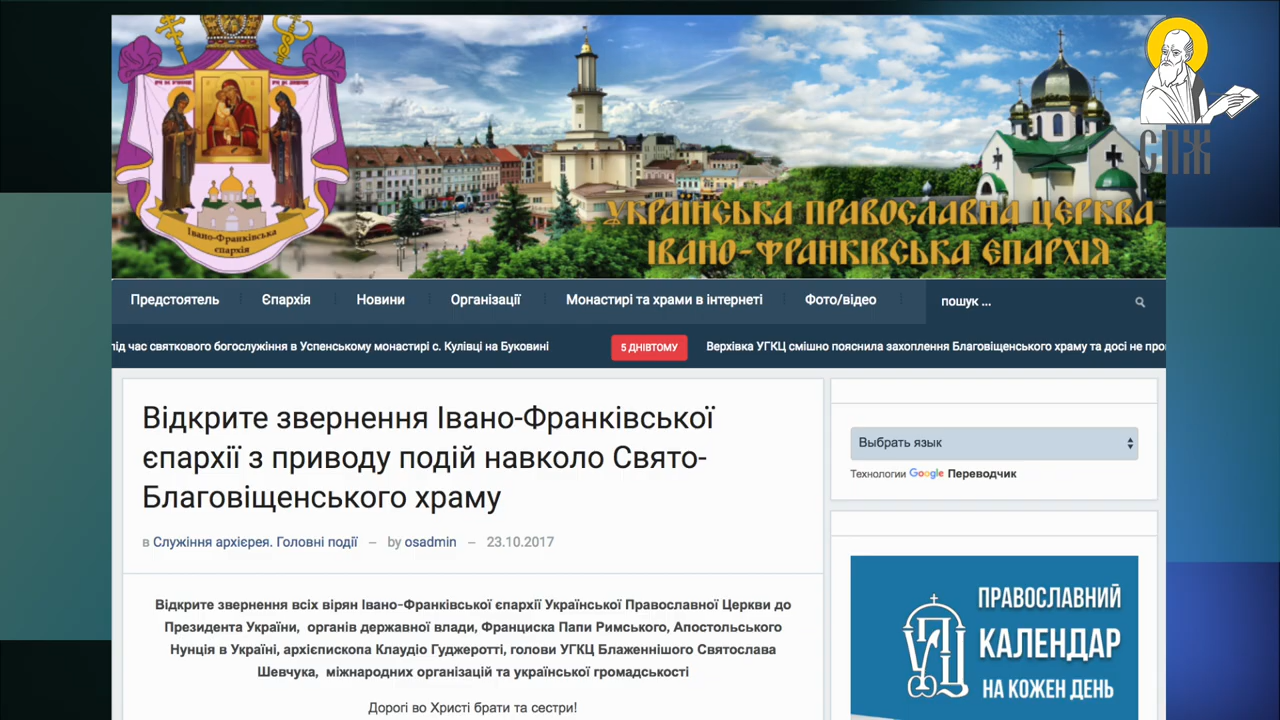 СПЖ
Івано-Франківська
єпархія
УКРАЇНСЬКА ПРАВОСЛАВНА ЦЕРКВА
ІВАНО-ФРАНКІВСЬКА ЄПАРХІЯ
Предстоятель Єпархія Новини Організації Монастирі та храми в інтернеті Фото/відео пошук ...
під час святкового богослужіння в Успенському монастирі с. Кулівці на Буковині 5 ДНІВТОМУ Верхівка УГКЦ смішно пояснила захоплення Благовіщенського храму та досі не про
Відкрите звернення Івано-Франківської
єпархії з приводу подій навколо Свято-
Благовіщенського храму
в Служіння архієрея. Головні події – by osadmin – 23.10.2017
Відкрите звернення всіх вірян Івано-Франківської єпархії Української Православної Церкви до
Президента України, органів державної влади, Франциска Папи Римського, Апостольського
Нунція в Україні, архієпископа Клаудіо Гуджеротті, голови УГКЦ Блаженнішого Святослава
Шевчука, міжнародних організацій та української громадськості
Дорогі во Христі брати та сестри!
Выбрать язык
Технологии Google Переводчик
УПЦ
ПРАВОСЛАВНИЙ
КАЛЕНДАР
НА КОЖЕН ДЕНЬ